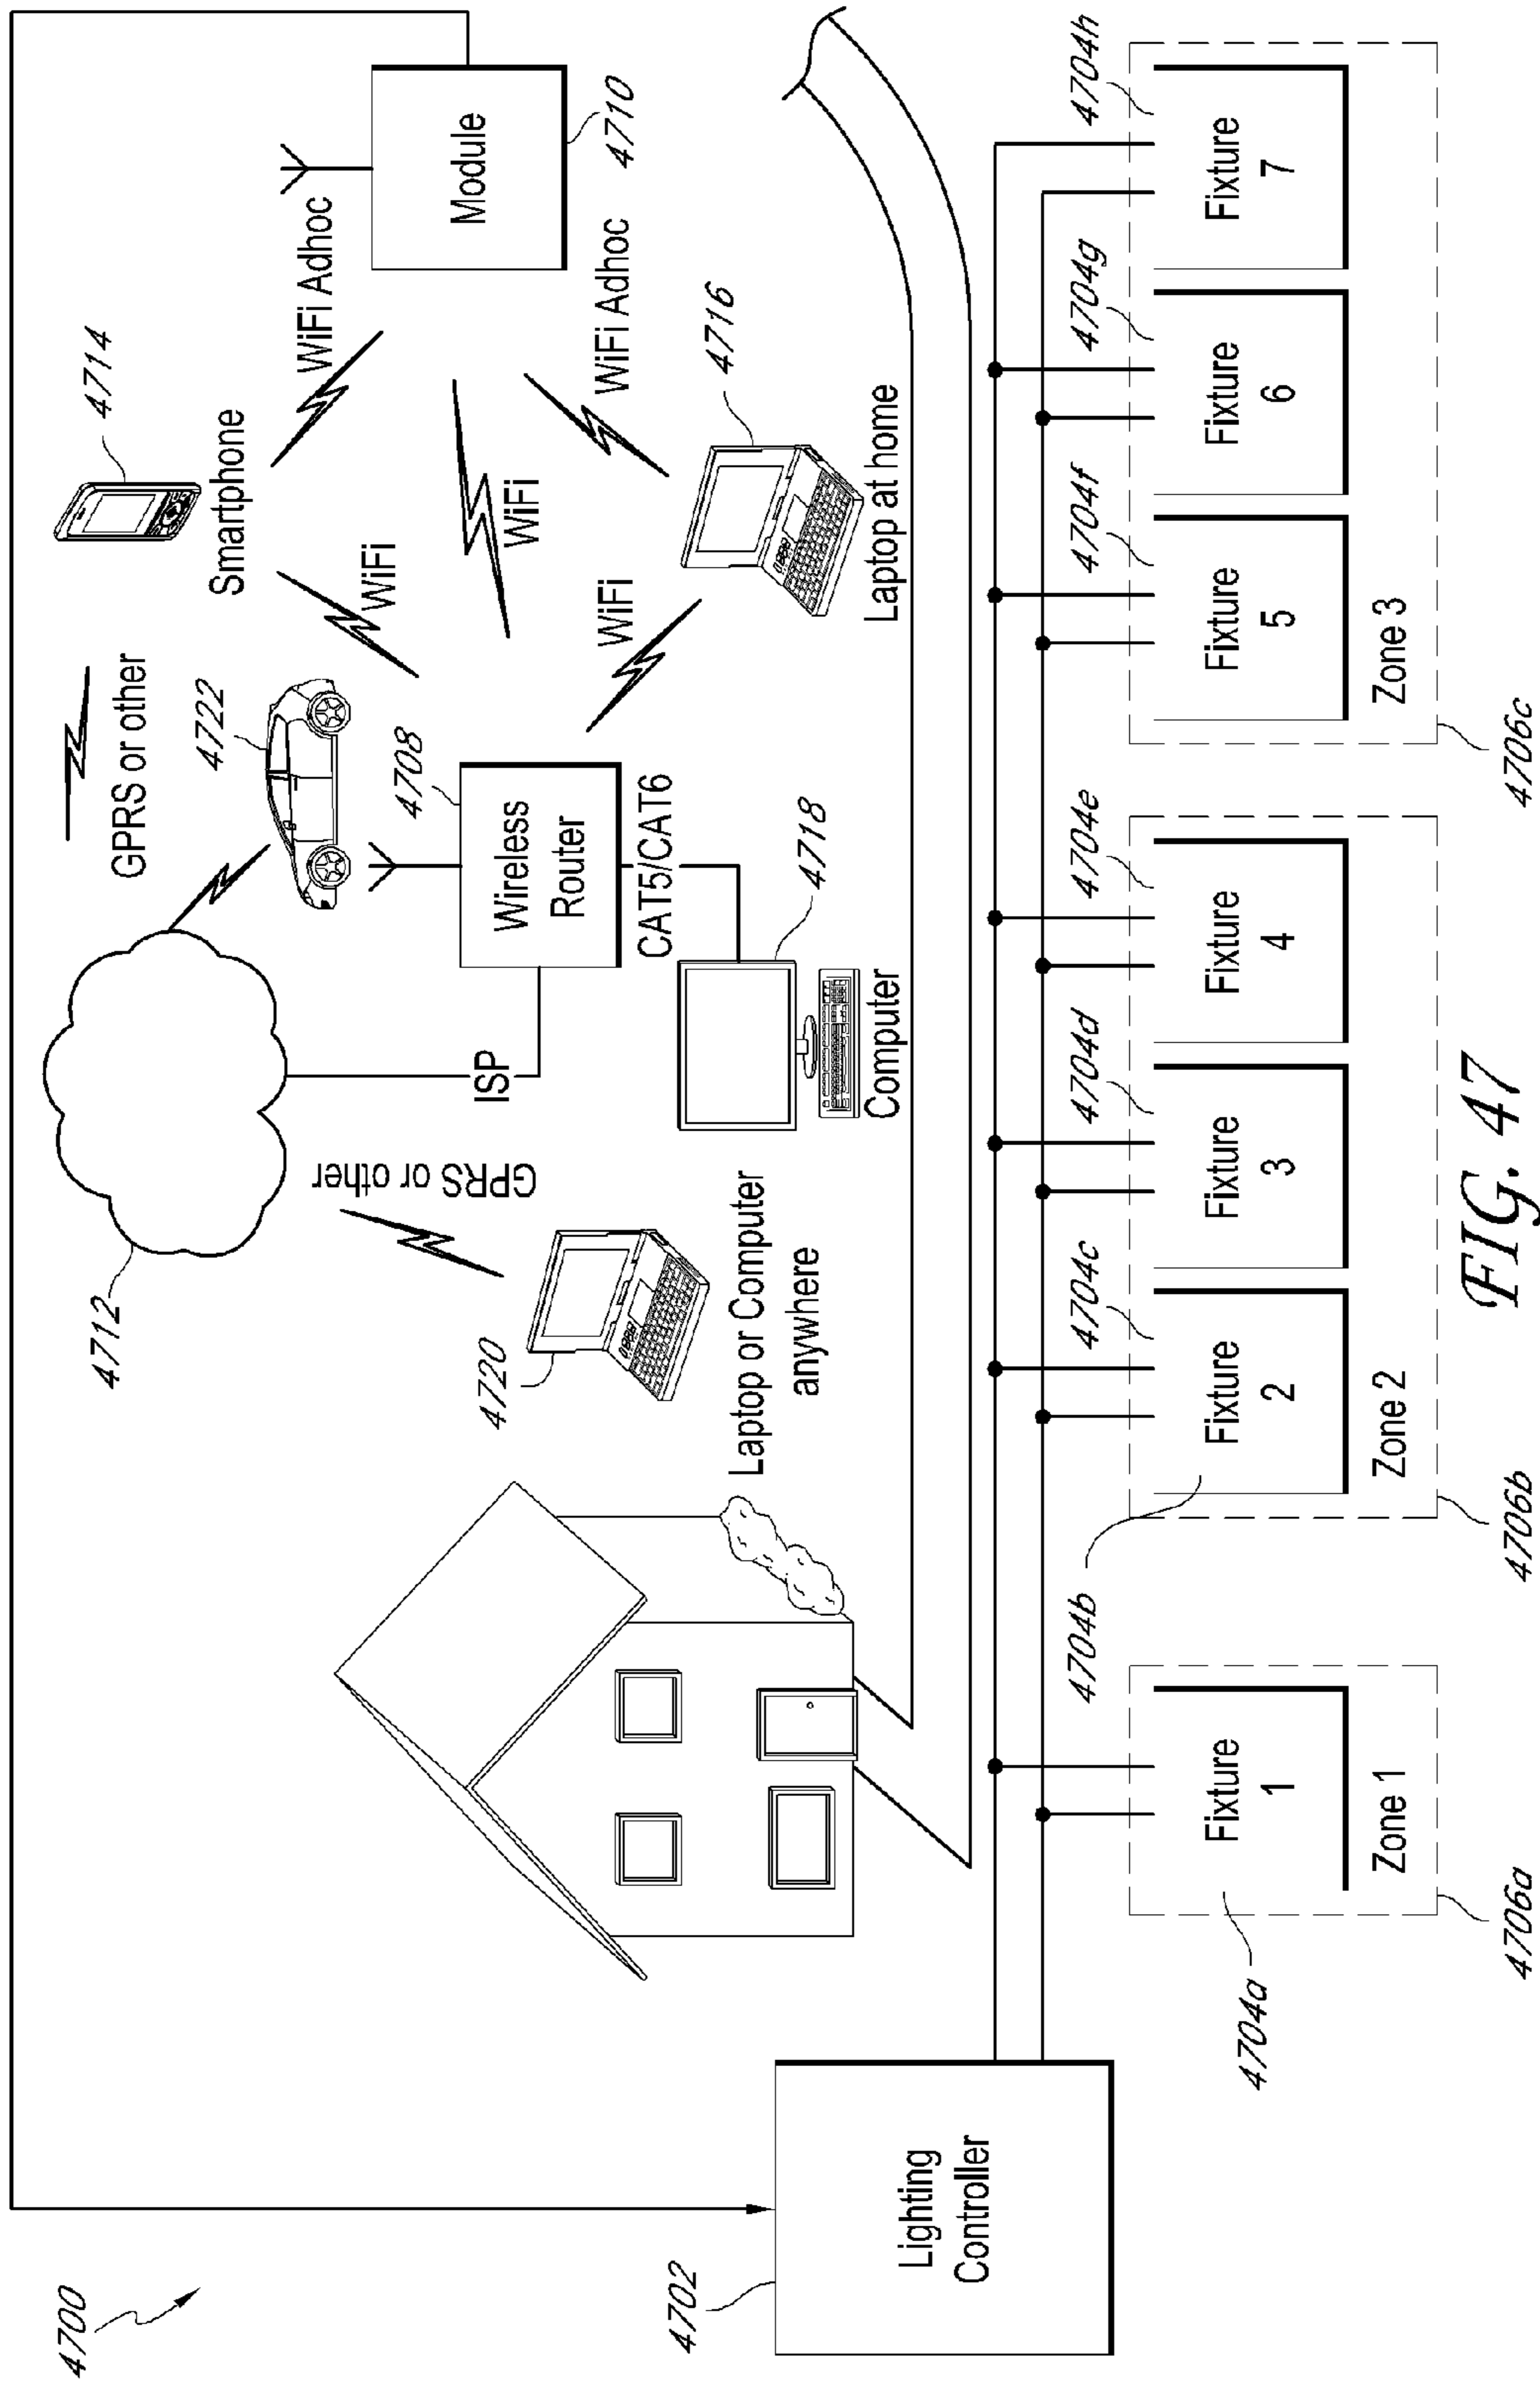 4700
4712
GPRS or other
4714
Smartphone
WiFi Adhoc
4722
WiFi
Module
4710
4708
Wireless
Router
ISP
CAT5/CAT6
WiFi
WiFi
WiFi Adhoc
4716
Laptop at home
GPRS or other
4720
Laptop or Computer
anywhere
4718
Computer
4702
Lighting
Controller
4704a
4704b
4704c
4704d
4704e
4704f
4704g
4704h
Fixture
1
Fixture
2
Fixture
3
Fixture
4
Fixture
5
Fixture
6
Fixture
7
Zone 1
Zone 2
Zone 3
4706a
4706b
4706c
FIG. 47